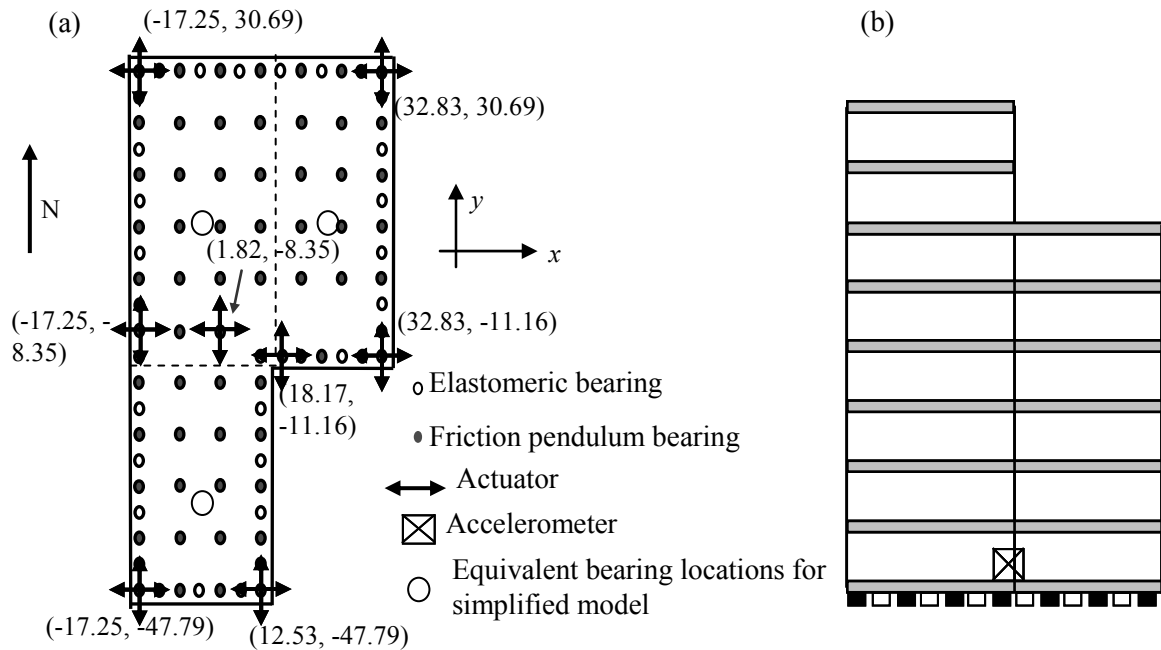 (a)
(-17.25, 30.69)
(b)
(32.83, 30.69)
N
y
x
(1.82, -8.35)
(-17.25, -
8.35)
(32.83, -11.16)
(18.17,
-11.16)
Elastomeric bearing
Friction pendulum bearing
Actuator
Accelerometer
Equivalent bearing locations for
simplified model
(-17.25, -47.79)
(12.53, -47.79)